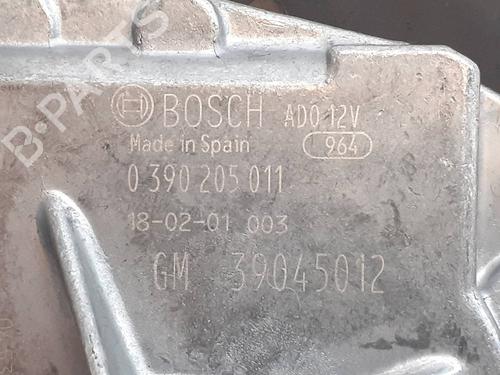 BOSCH AD0 12V
Made in Spain 964
0 390 205 011
18-02-01 003
GM 39045012
B-PARTS